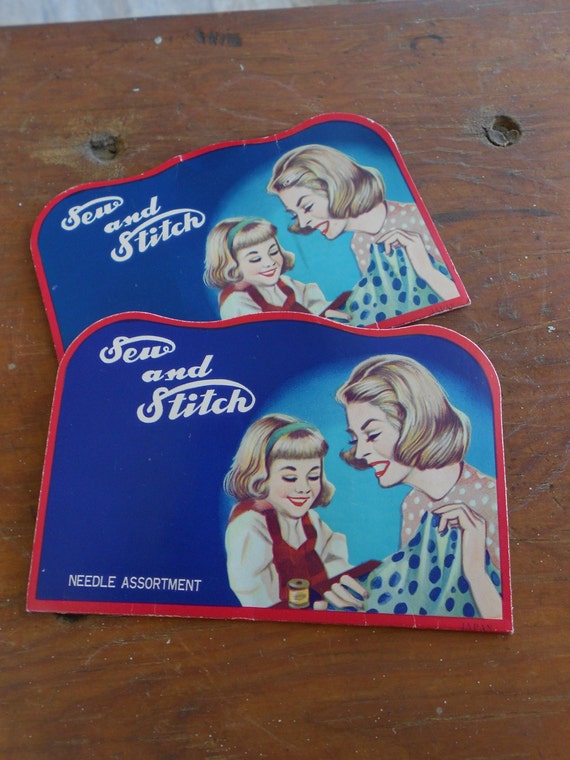 Sew
and
Stitch
Sew
and
Stitch
NEEDLE ASSORTMENT